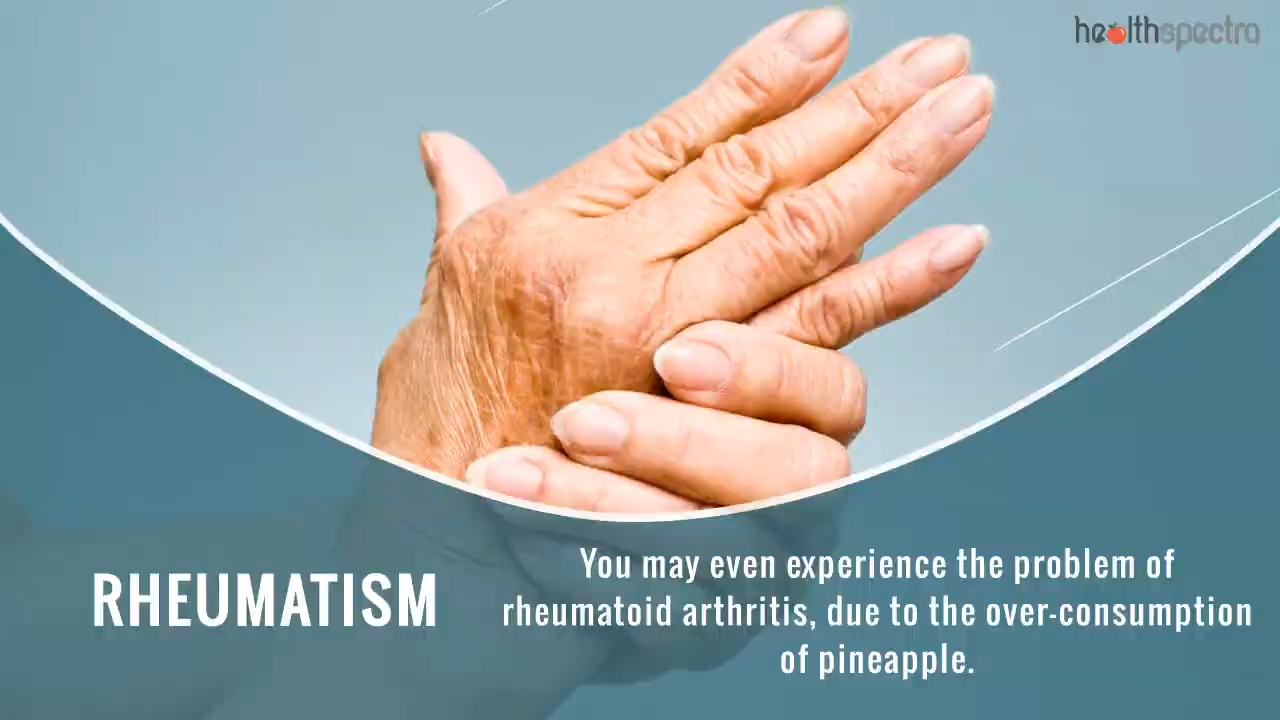 healthspectra
RHEUMATISM
You may even experience the problem of
rheumatoid arthritis, due to the over-consumption
of pineapple.